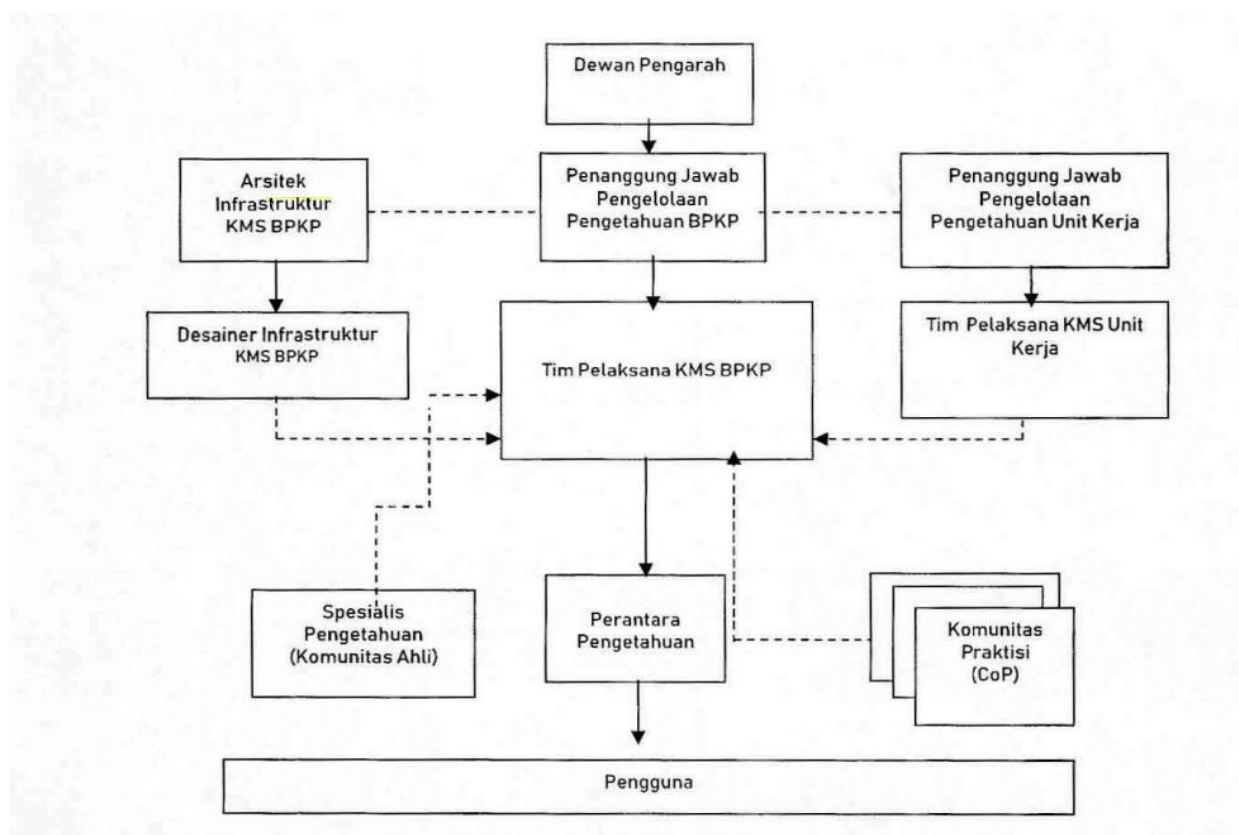 Dewan Pengarah
Arsitek
Infrastruktur
KMS BPKP
Penanggung Jawab
Pengelolaan
Pengetahuan BPKP
Penanggung Jawab
Pengelolaan
Pengetahuan Unit Kerja
Desainer Infrastruktur
KMS BPKP
Tim Pelaksana KMS BPKP
Tim Pelaksana KMS Unit
Kerja
Spesialis
Pengetahuan
(Komunitas Ahli)
Perantara
Pengetahuan
Komunitas
Praktisi
(CoP)
Pengguna